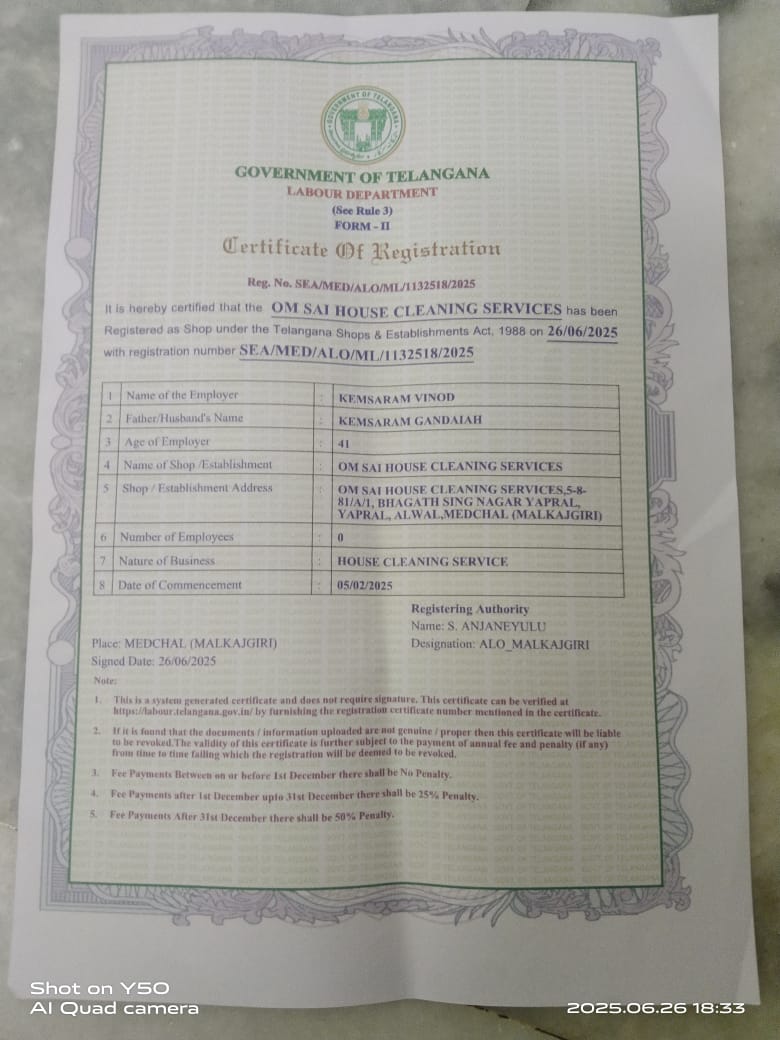 GOVERNMENT OF TELANGANA
GOVERNMENT OF TELANGANA
LABOUR DEPARTMENT
(See Rule 3)
FORM - II
Certificate Of Registration
Reg. No. SEA/MED/ALO/ML/1132518/2025
It is hereby certified that the OM SAI HOUSE CLEANING SERVICES has been
Registered as Shop under the Telangana Shops & Establishments Act, 1988 on 26/06/2025
with registration number SEA/MED/ALO/ML/1132518/2025
1 Name of the Employer : KEMSARAM VINOD
2 Father/Husband's Name : KEMSARAM GANDAIAH
3 Age of Employer : 41
4 Name of Shop /Establishment : OM SAI HOUSE CLEANING SERVICES
5 Shop / Establishment Address : OM SAI HOUSE CLEANING SERVICES,5-8-
81/A/1, BHAGATH SING NAGAR YAPRAL,
YAPRAL, ALWAL,MEDCHAL (MALKAJGIRI)
6 Number of Employees : 0
7 Nature of Business : HOUSE CLEANING SERVICE
8 Date of Commencement : 05/02/2025
Registering Authority
Name: S. ANJANEYULU
Place: MEDCHAL (MALKAJGIRI) Designation: ALO_MALKAJGIRI
Signed Date: 26/06/2025
Note:
1. This is a system generated certificate and does not require signature. This certificate can be verified at
https://labour.telangana.gov.in/ by furnishing the registration certificate number mentioned in the certificate.
2. If it is found that the documents / information uploaded are not genuine / proper then this certificate will be liable
to be revoked.The validity of this certificate is further subject to the payment of annual fee and penalty (if any)
from time to time failing which the registration will be deemed to be revoked.
3. Fee Payments Between on or before 1st December there shall be No Penalty.
4. Fee Payments after 1st December upto 31st December there shall be 25% Penalty.
5. Fee Payments After 31st December there shall be 50% Penalty.
Shot on Y50
AI Quad camera
2025.06.26 18:33